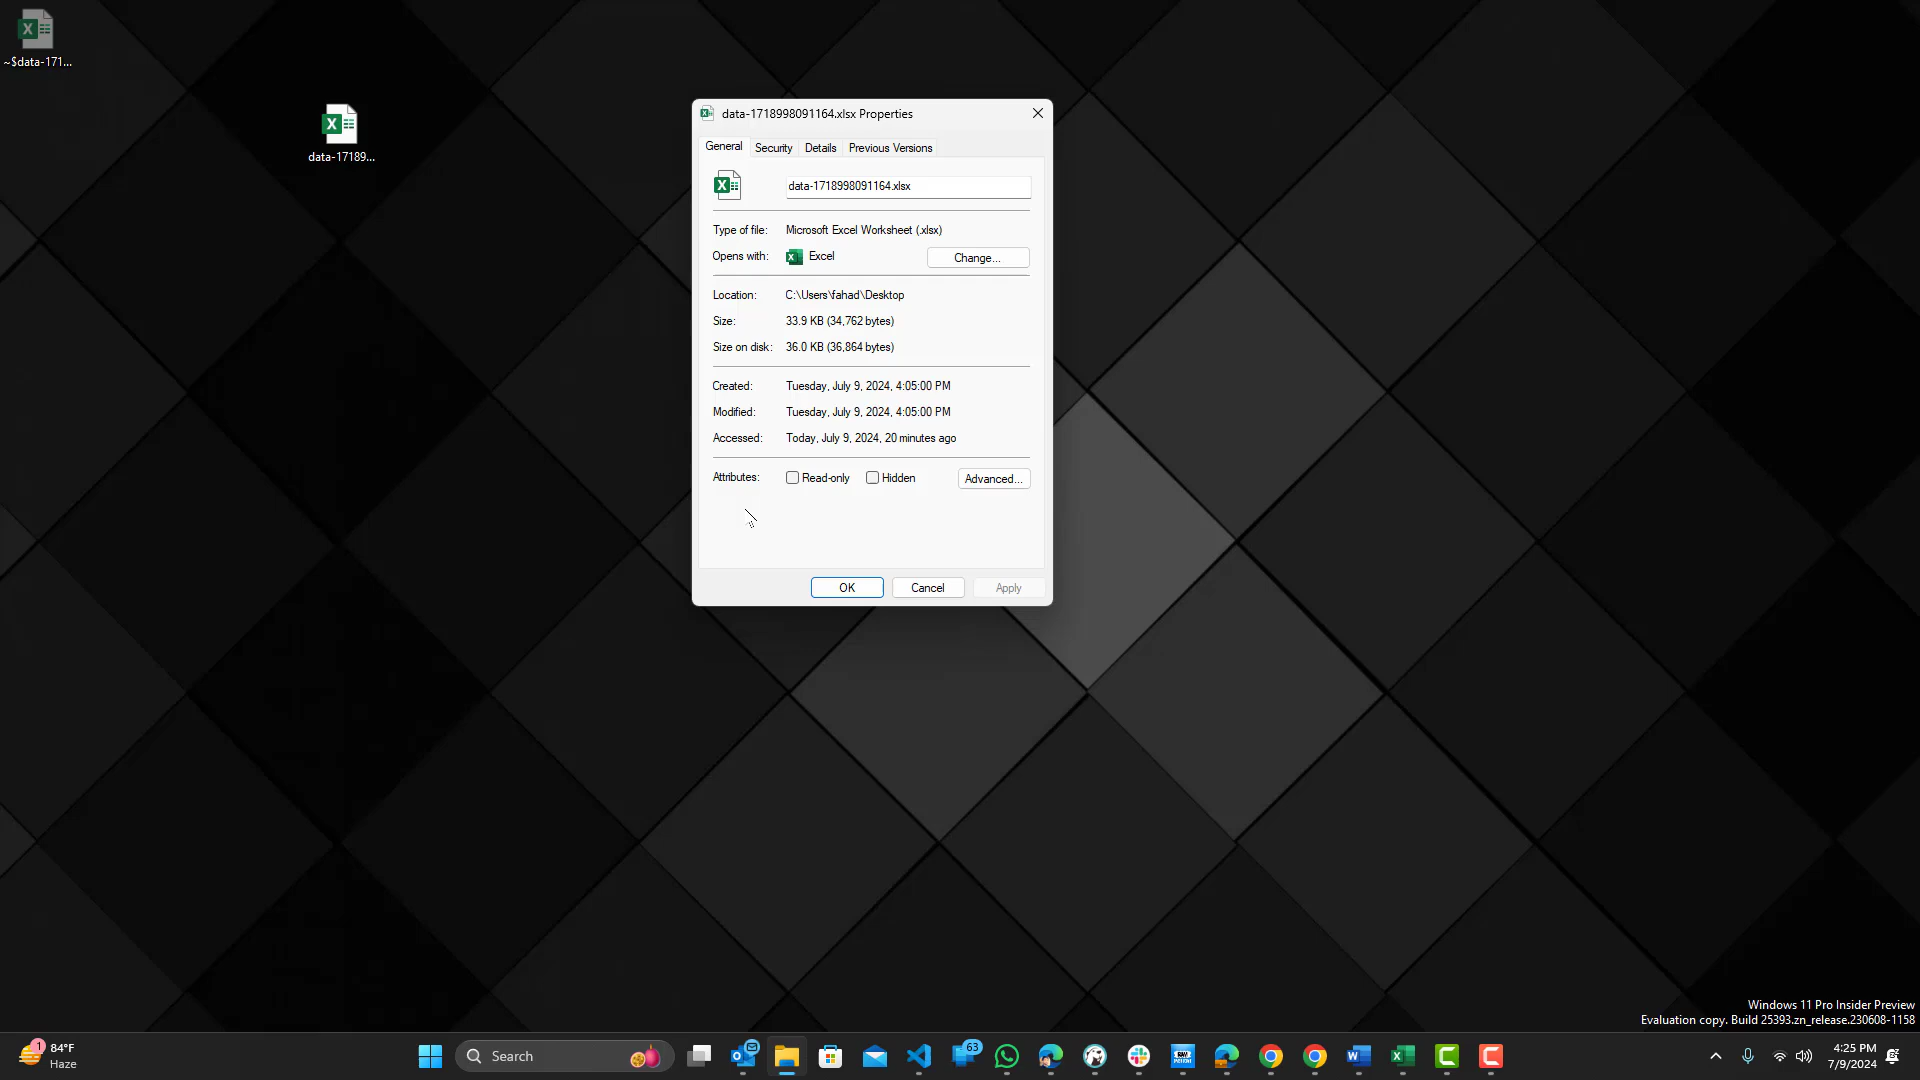 ~$data-171...
data-17189...
data-1718998091164.xlsx Properties
General Security Details Previous Versions
data-1718998091164.xlsx
Type of file: Microsoft Excel Worksheet (.xlsx)
Opens with: Excel Change...
Location: C:\Users\fahad\Desktop
Size: 33.9 KB (34,762 bytes)
Size on disk: 36.0 KB (36,864 bytes)
Created: Tuesday, July 9, 2024, 4:05:00 PM
Modified: Tuesday, July 9, 2024, 4:05:00 PM
Accessed: Today, July 9, 2024, 20 minutes ago
Attributes: Read-only Hidden Advanced...
OK Cancel Apply
Windows 11 Pro Insider Preview
Evaluation copy. Build 25393.zn_release.230608-1158
1 84°F
Haze
Search
63
4:25 PM
7/9/2024